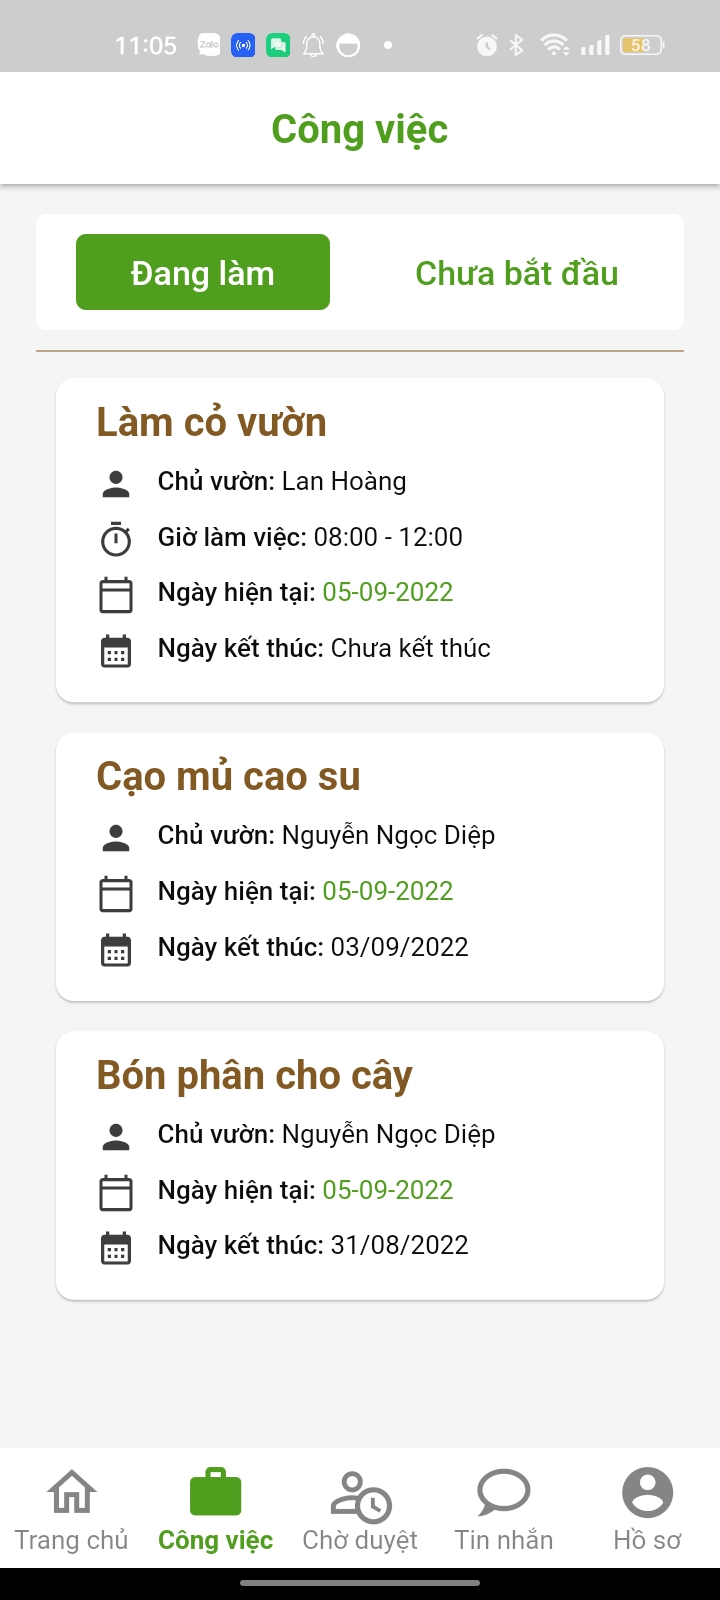 11:05
Zalo
58
Công việc
Đang làm
Chưa bắt đầu
Làm cỏ vườn
Chủ vườn: Lan Hoàng
Giờ làm việc: 08:00 - 12:00
Ngày hiện tại: 05-09-2022
Ngày kết thúc: Chưa kết thúc
Cạo mủ cao su
Chủ vườn: Nguyễn Ngọc Diệp
Ngày hiện tại: 05-09-2022
Ngày kết thúc: 03/09/2022
Bón phân cho cây
Chủ vườn: Nguyễn Ngọc Diệp
Ngày hiện tại: 05-09-2022
Ngày kết thúc: 31/08/2022
Trang chủ
Công việc
Chờ duyệt
Tin nhắn
Hồ sơ